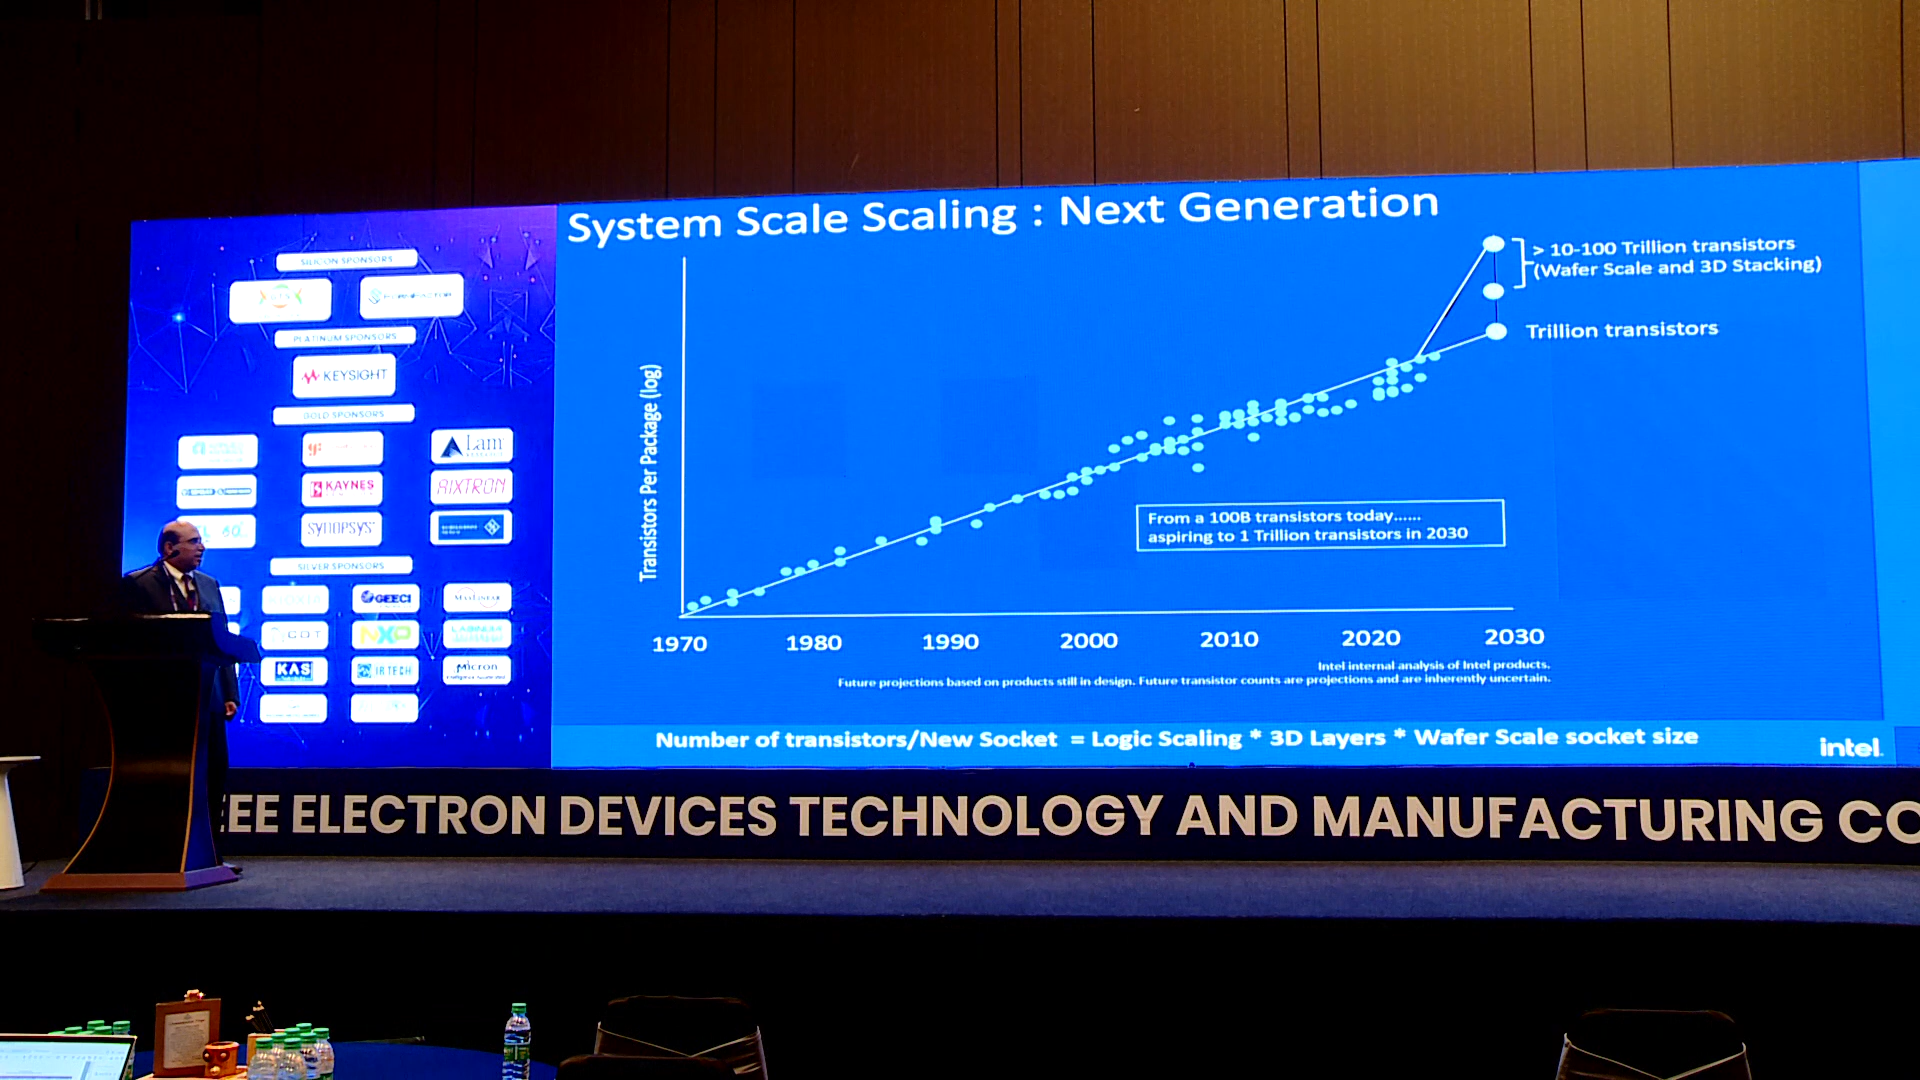 System Scale Scaling : Next Generation
> 10-100 Trillion transistors
(Wafer Scale and 3D Stacking)
Trillion transistors
Transistors Per Package (log)
From a 100B transistors today......
aspiring to 1 Trillion transistors in 2030
1970 1980 1990 2000 2010 2020 2030
Intel internal analysis of Intel products.
Future projections based on products still in design. Future transistor counts are projections and are inherently uncertain.
Number of transistors/New Socket = Logic Scaling * 3D Layers * Wafer Scale socket size
intel.
SILICON SPONSORS
PLATINUM SPONSORS
KEYSIGHT
GOLD SPONSORS
Lam
KAYNES
AIXTRON
SYNOPSYS
SILVER SPONSORS
GEECI
MaxLinear
NXP
KAS
Micron
EEE ELECTRON DEVICES TECHNOLOGY AND MANUFACTURING CO